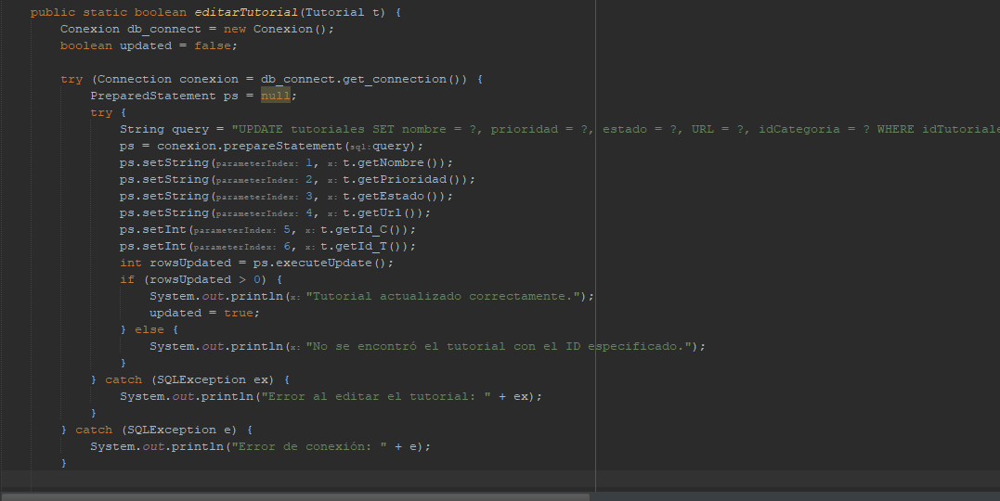 public static boolean editarTutorial(Tutorial t) {
Conexion db_connect = new Conexion();
boolean updated = false;
try (Connection conexion = db_connect.get_connection()) {
PreparedStatement ps = null;
try {
String query = "UPDATE tutoriales SET nombre = ?, prioridad = ?, estado = ?, URL = ?, idCategoria = ? WHERE idTutoriale
ps = conexion.prepareStatement(sql: query);
ps.setString(parameterIndex: 1, x: t.getNombre());
ps.setString(parameterIndex: 2, x: t.getPrioridad());
ps.setString(parameterIndex: 3, x: t.getEstado());
ps.setString(parameterIndex: 4, x: t.getUrl());
ps.setInt(parameterIndex: 5, x: t.getId_C());
ps.setInt(parameterIndex: 6, x: t.getId_T());
int rowsUpdated = ps.executeUpdate();
if (rowsUpdated > 0) {
System.out.println(x: "Tutorial actualizado correctamente.");
updated = true;
} else {
System.out.println(x: "No se encontró el tutorial con el ID especificado.");
}
} catch (SQLException ex) {
System.out.println("Error al editar el tutorial: " + ex);
}
} catch (SQLException e) {
System.out.println("Error de conexión: " + e);
}